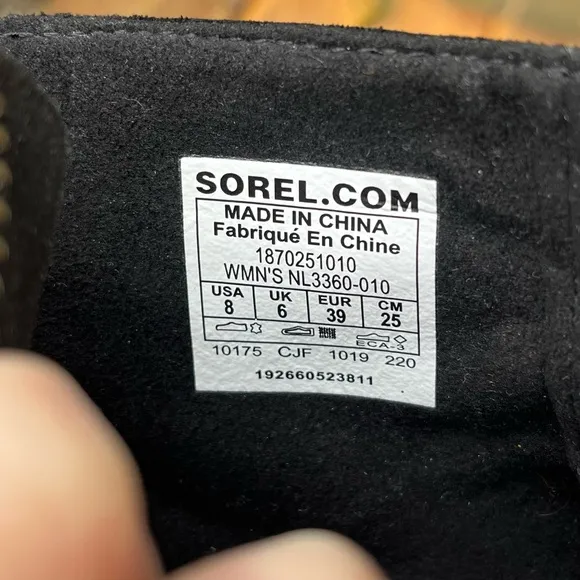 SOREL.COM
MADE IN CHINA
Fabriqué En Chine
1870251010
WMN'S NL3360-010
USA UK EUR CM
8 6 39 25
ECA-3
10175 CJF 1019 220
192660523811